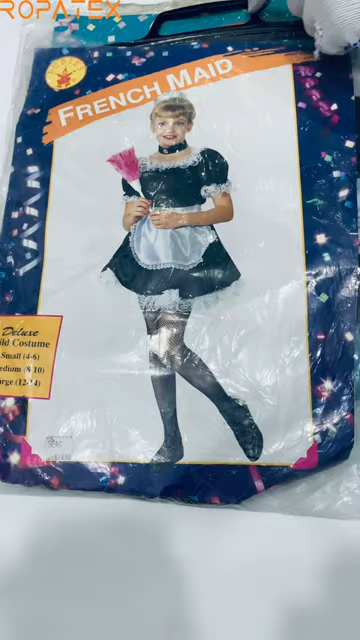 ROPATEX
FRENCH MAID
Deluxe
ild Costume
Small (4-6)
edium (8-10)
arge (12-14)